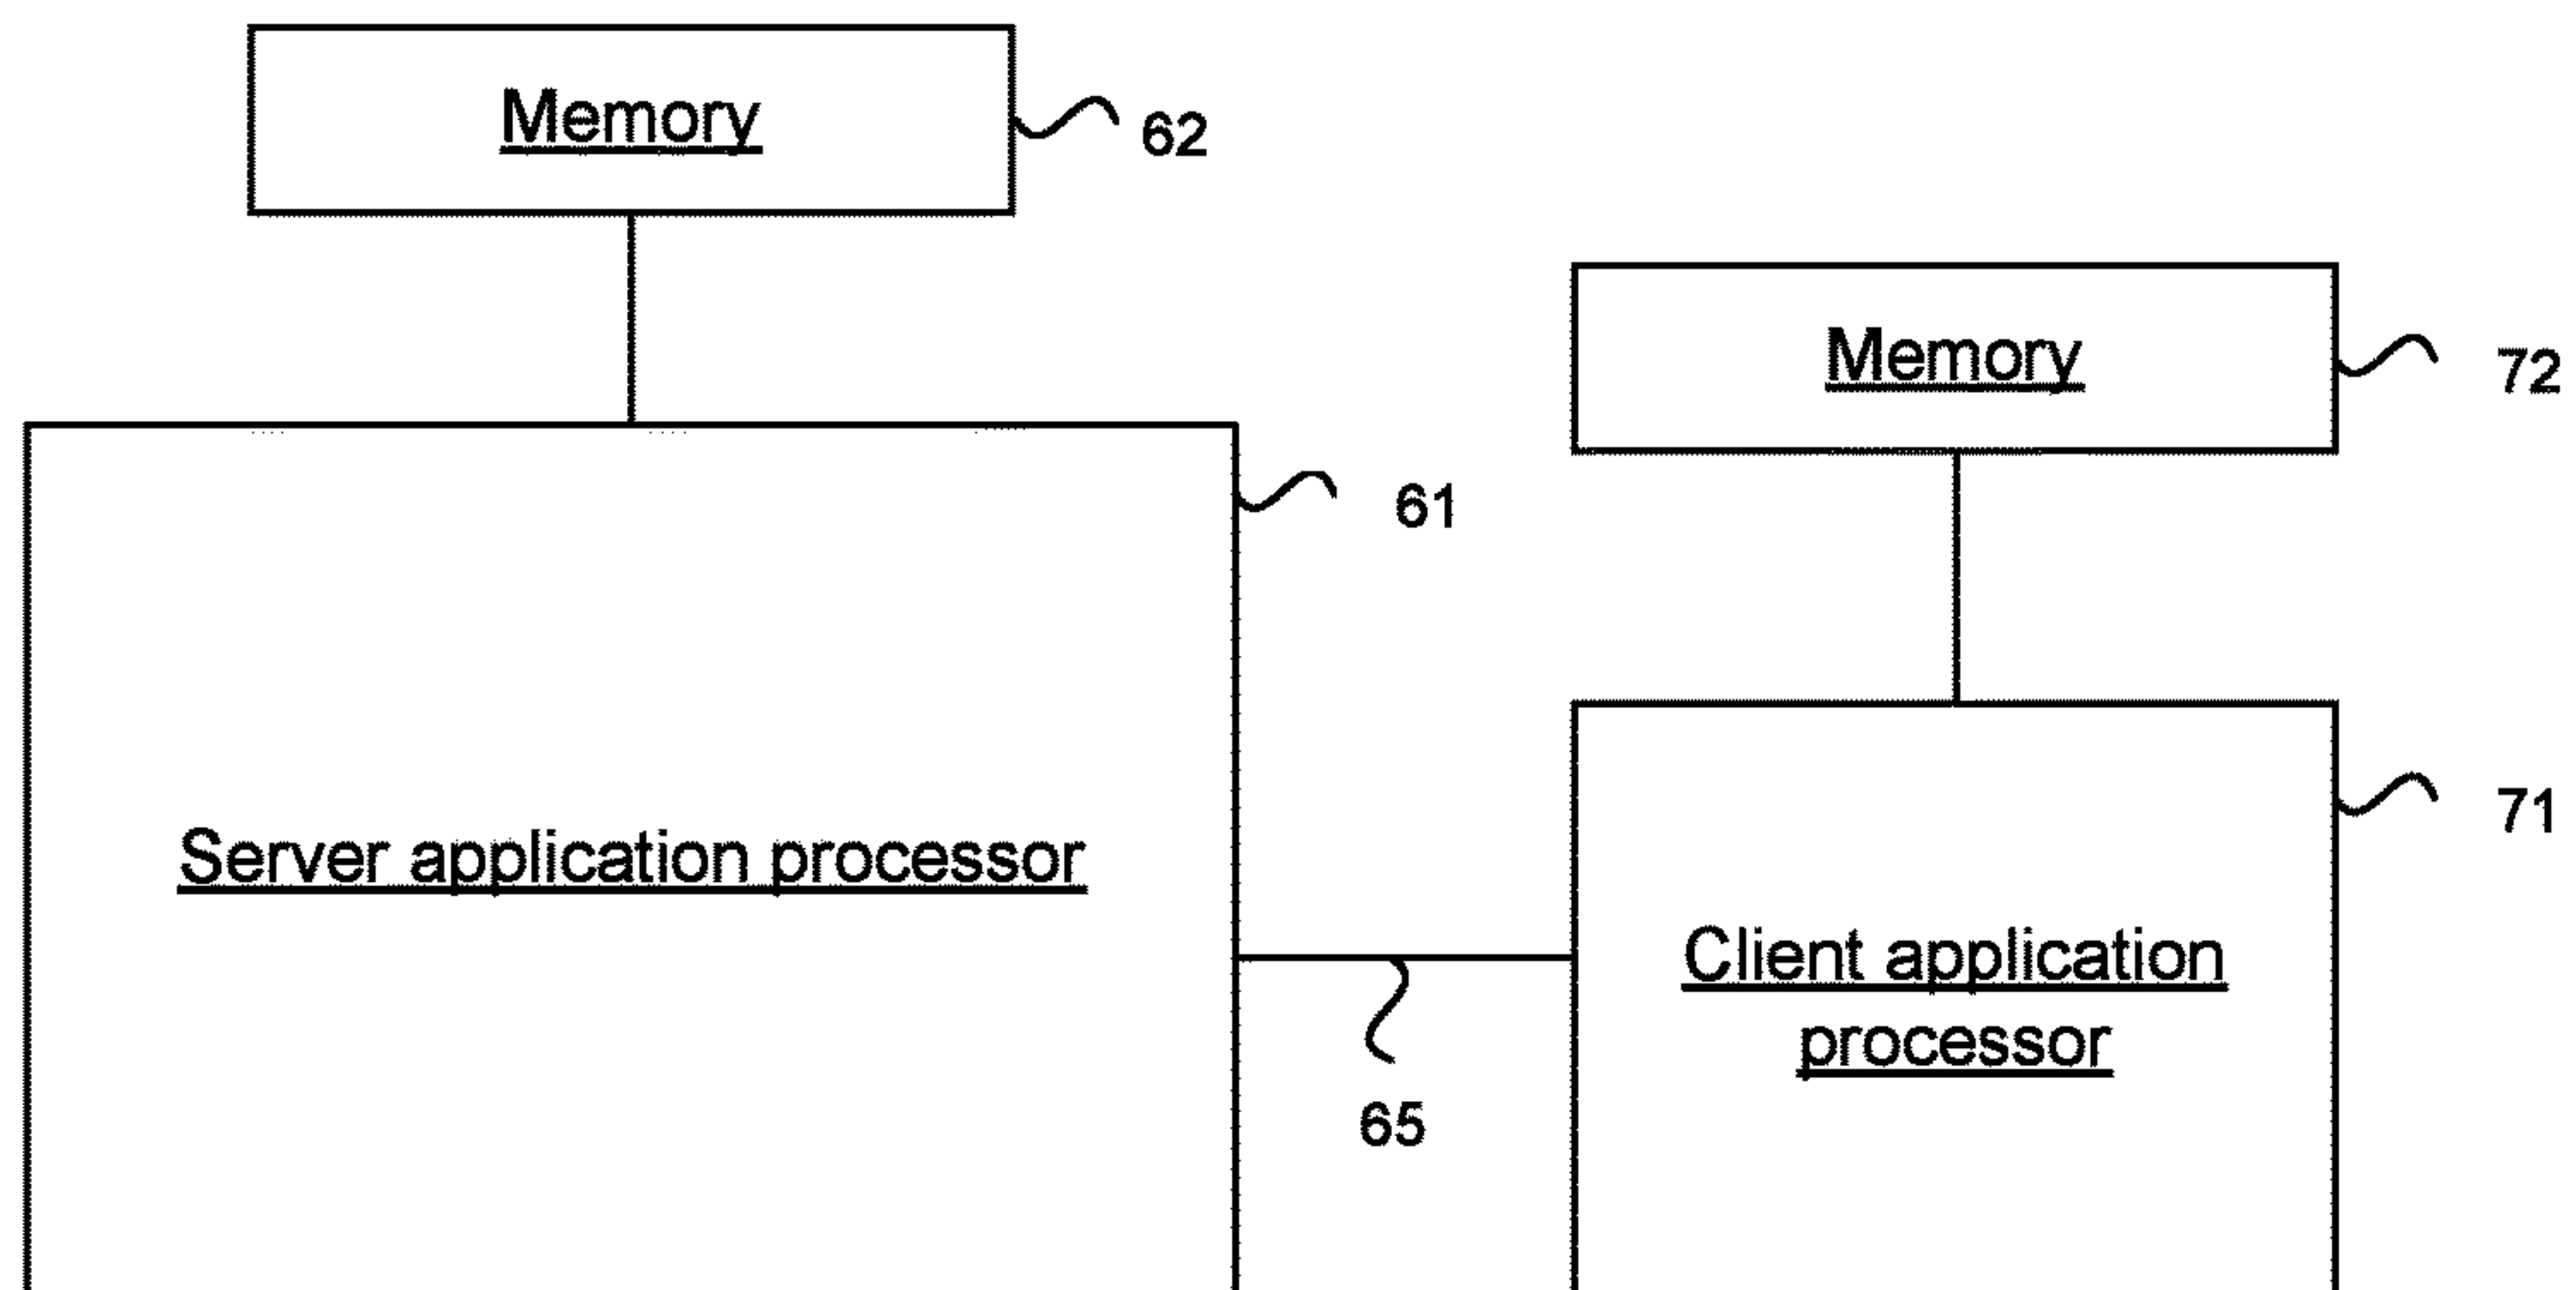 Memory
62
Memory
72
61
71
Server application processor
Client application
processor
65